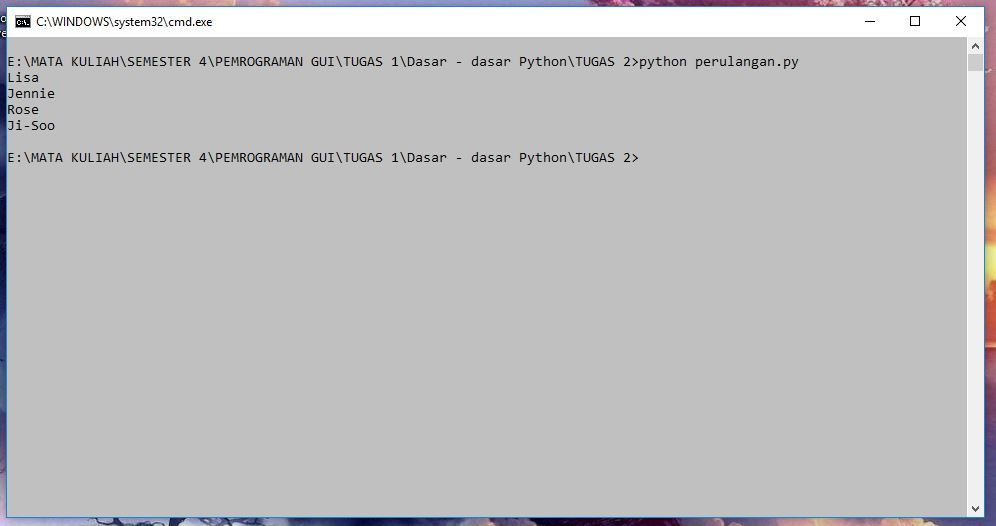 C:\WINDOWS\system32\cmd.exe
E:\MATA KULIAH\SEMESTER 4\PEMROGRAMAN GUI\TUGAS 1\Dasar - dasar Python\TUGAS 2>python perulangan.py
Lisa
Jennie
Rose
Ji-Soo
E:\MATA KULIAH\SEMESTER 4\PEMROGRAMAN GUI\TUGAS 1\Dasar - dasar Python\TUGAS 2>